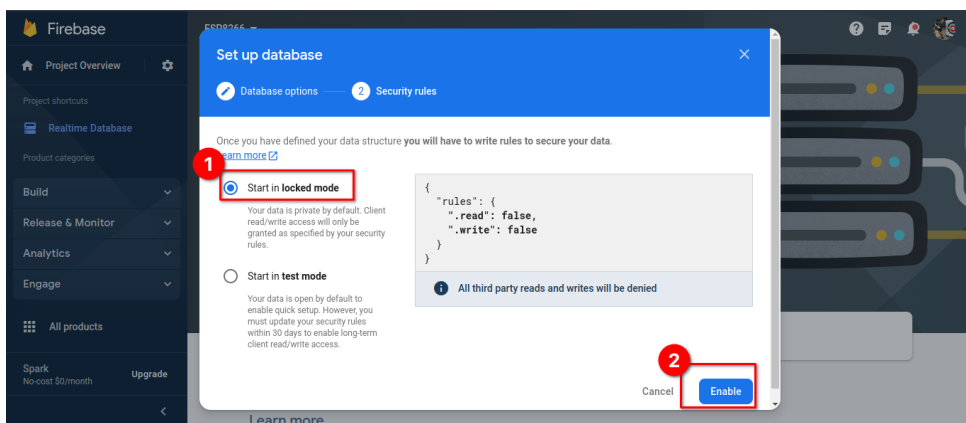 Firebase
ESP8266
Project Overview
Project shortcuts
Realtime Database
Product categories
Build
Release & Monitor
Analytics
Engage
All products
Spark
No-cost $0/month
Upgrade
Set up database
Database options
2 Security rules
Once you have defined your data structure you will have to write rules to secure your data.
Learn more
1
Start in locked mode
Your data is private by default. Client
read/write access will only be
granted as specified by your security
rules.
Start in test mode
Your data is open by default to
enable quick setup. However, you
must update your security rules
within 30 days to enable long-term
client read/write access.
{
"rules": {
".read": false,
".write": false
}
}
All third party reads and writes will be denied
2
Cancel
Enable
Learn more